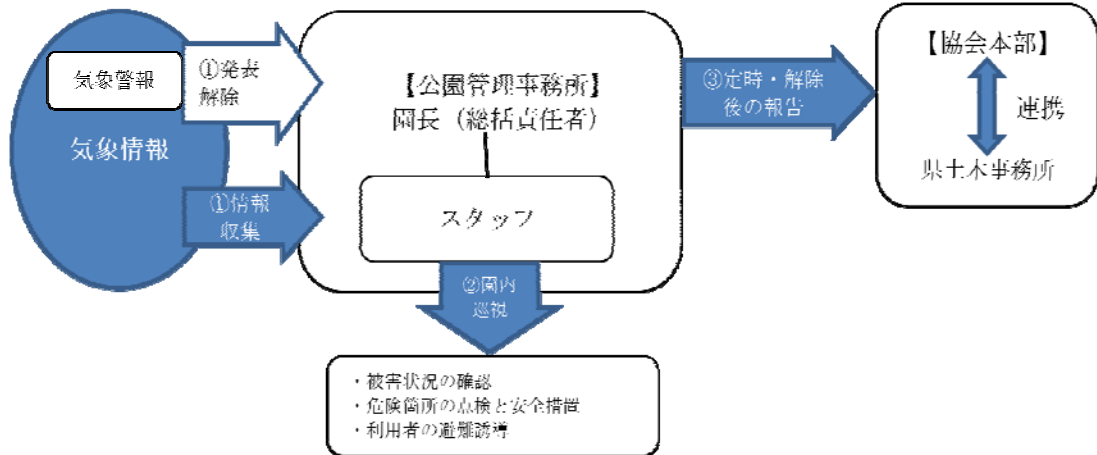 気象警報
気象情報
①発表
解除
①情報
収集
【公園管理事務所】
園長（総括責任者）
スタッフ
②園内
巡視
・被害状況の確認
・危険箇所の点検と安全措置
・利用者の避難誘導
③定時・解除
後の報告
【協会本部】
連携
県土木事務所